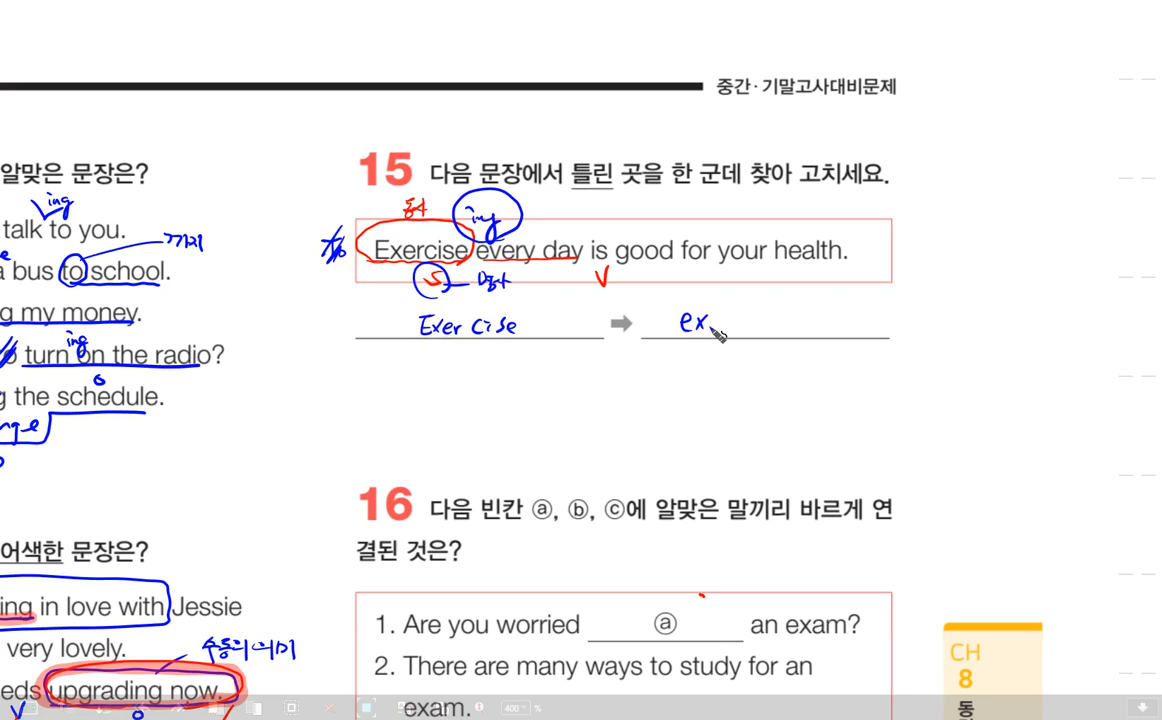 중간·기말고사대비문제
알맞은 문장은?
ing
talk to you.
까지
a bus to school.
g my money.
ing
turn on the radio?
o
g the schedule.
nge
어색한 문장은?
ing in love with Jessie
very lovely.
수동의 의미
eds upgrading now.
15 다음 문장에서 틀린 곳을 한 군데 찾아 고치세요.
동사
ing
Exercise every day is good for your health.
S
V
Exercise ➡ ex
16 다음 빈칸 ⓐ, ⓑ, ⓒ에 알맞은 말끼리 바르게 연
결된 것은?
1. Are you worried ⓐ an exam?
2. There are many ways to study for an
exam.
CH
8
동
400 %